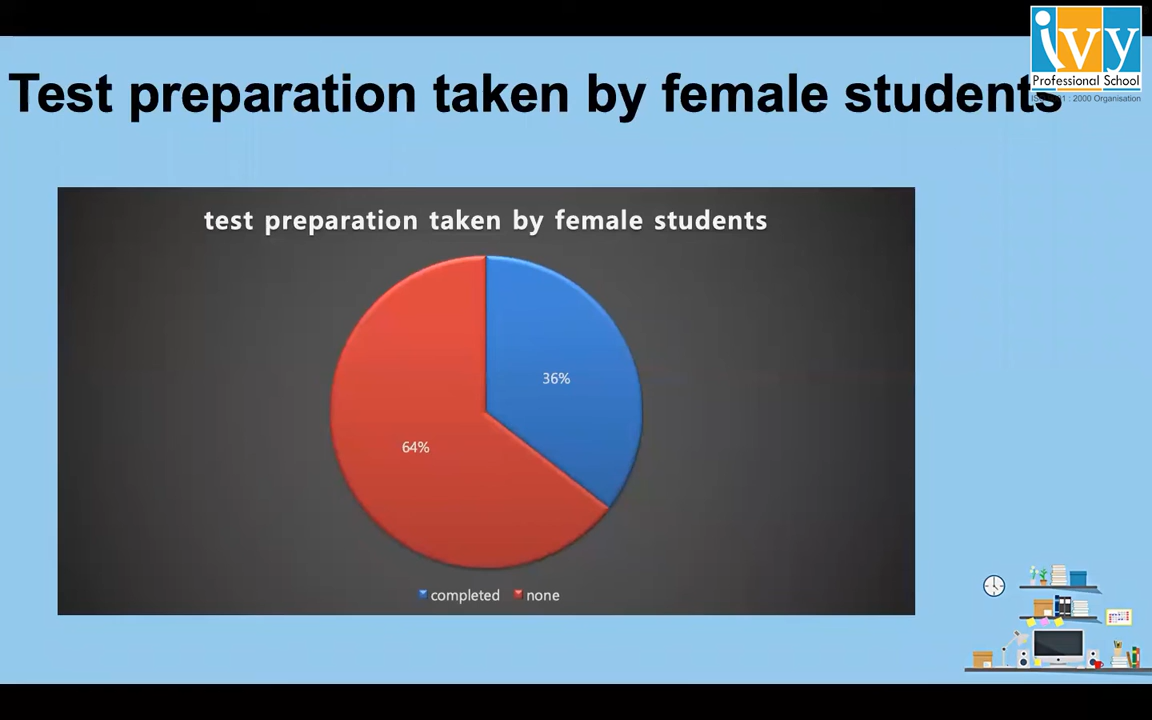 ivy
Professional School
: 2000 Organisation
Test preparation taken by female students
test preparation taken by female students
36%
64%
completed none